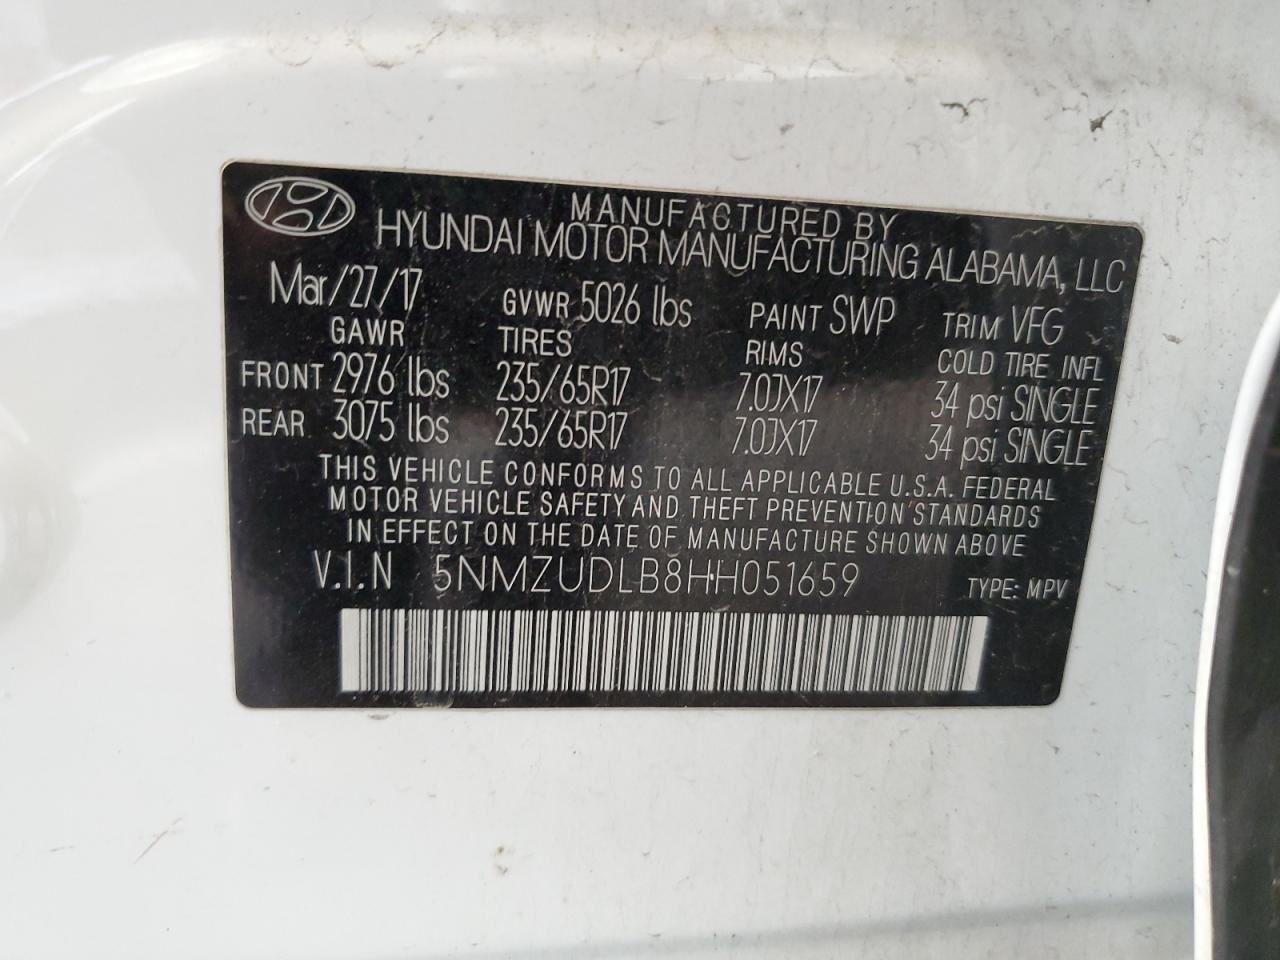 MANUFACTURED BY
HYUNDAI MOTOR MANUFACTURING ALABAMA, LLC
Mar/27/17 GVWR 5026 lbs PAINT SWP TRIM VFG
GAWR TIRES RIMS COLD TIRE INFL
FRONT 2976 lbs 235/65R17 7.0JX17 34 psi SINGLE
REAR 3075 lbs 235/65R17 7.0JX17 34 psi SINGLE
THIS VEHICLE CONFORMS TO ALL APPLICABLE U.S.A. FEDERAL
MOTOR VEHICLE SAFETY AND THEFT PREVENTION STANDARDS
IN EFFECT ON THE DATE OF MANUFACTURE SHOWN ABOVE
V.I.N 5NMZUDLB8HH051659 TYPE: MPV